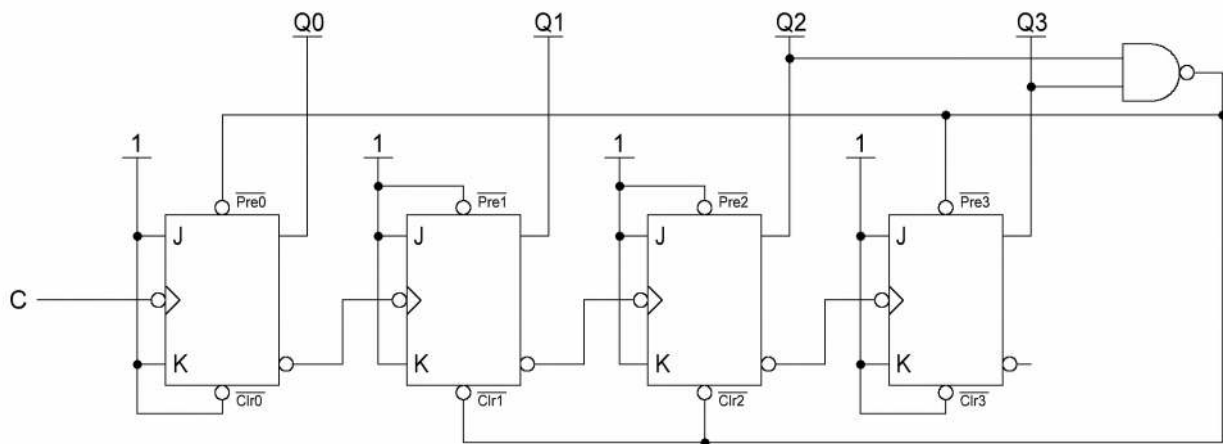 Q0 Q1 Q2 Q3
1 1 1 1
Pre0 Pre1 Pre2 Pre3
J J J J
C
K K K K
Clr0 Clr1 Clr2 Clr3